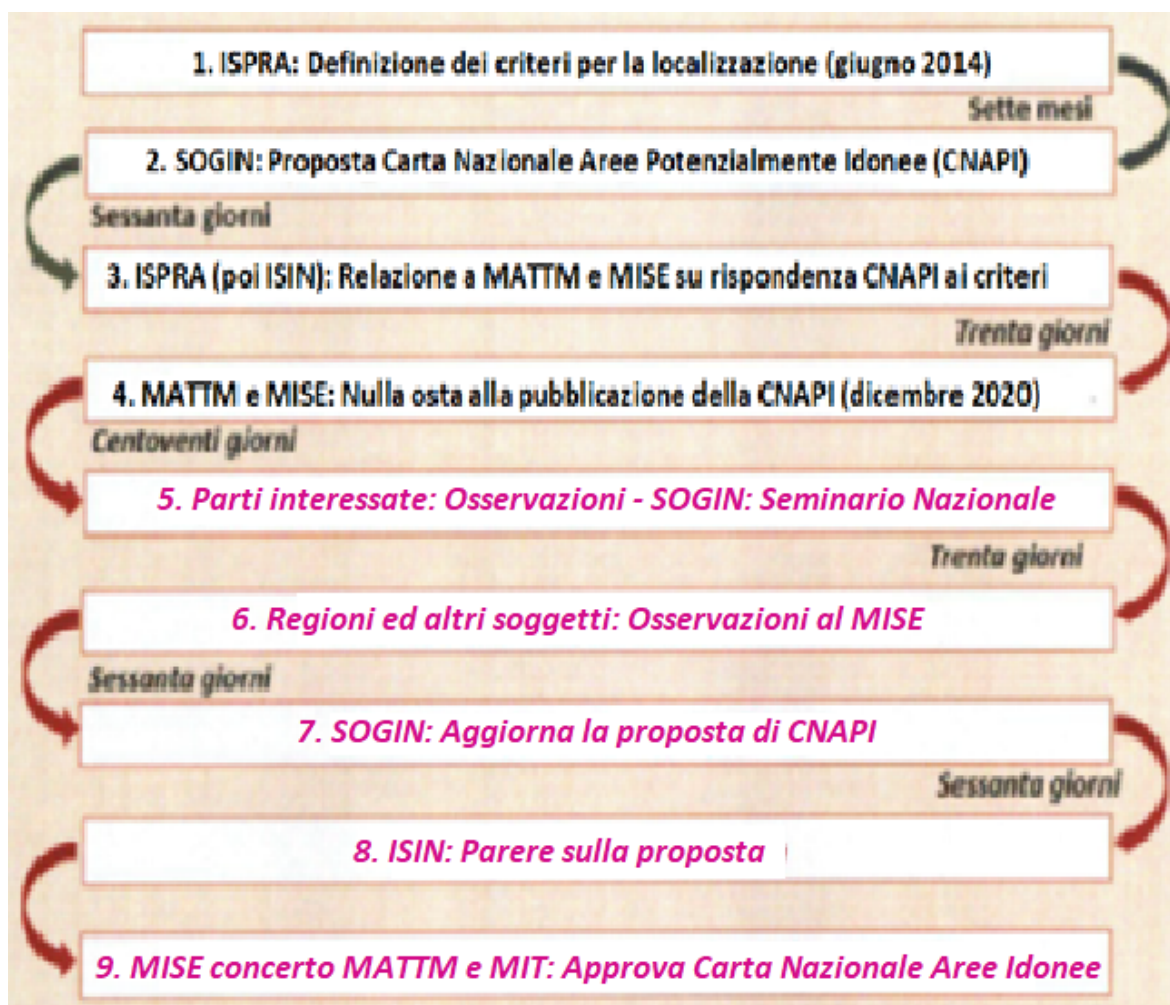 1. ISPRA: Definizione dei criteri per la localizzazione (giugno 2014)
Sette mesi
2. SOGIN: Proposta Carta Nazionale Aree Potenzialmente Idonee (CNAPI)
Sessanta giorni
3. ISPRA (poi ISIN): Relazione a MATTM e MISE su rispondenza CNAPI ai criteri
Trenta giorni
4. MATTM e MISE: Nulla osta alla pubblicazione della CNAPI (dicembre 2020)
Centoventi giorni
5. Parti interessate: Osservazioni - SOGIN: Seminario Nazionale
Trenta giorni
6. Regioni ed altri soggetti: Osservazioni al MISE
Sessanta giorni
7. SOGIN: Aggiorna la proposta di CNAPI
Sessanta giorni
8. ISIN: Parere sulla proposta
9. MISE concerto MATTM e MIT: Approva Carta Nazionale Aree Idonee